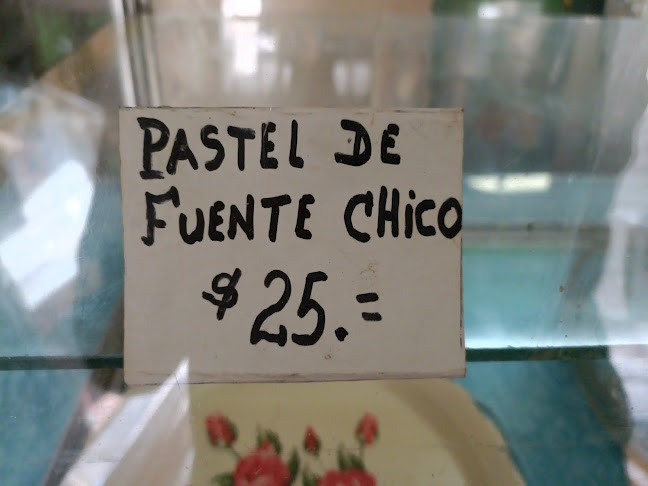 PASTEL DE
FUENTE CHiCO
$ 25.=